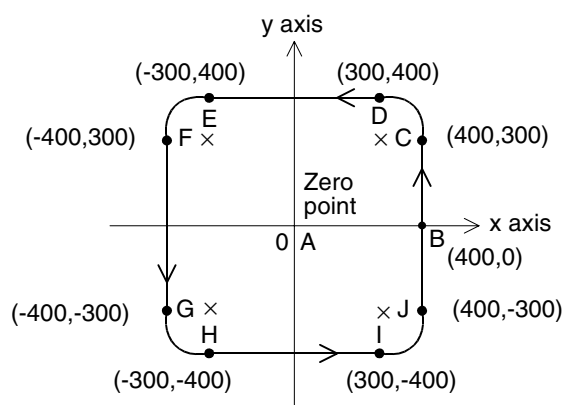 y axis
(-300,400) (300,400)
E D
(-400,300) F C (400,300)
Zero
point
x axis
0 A B
(400,0)
(-400,-300) G J (400,-300)
H I
(-300,-400) (300,-400)